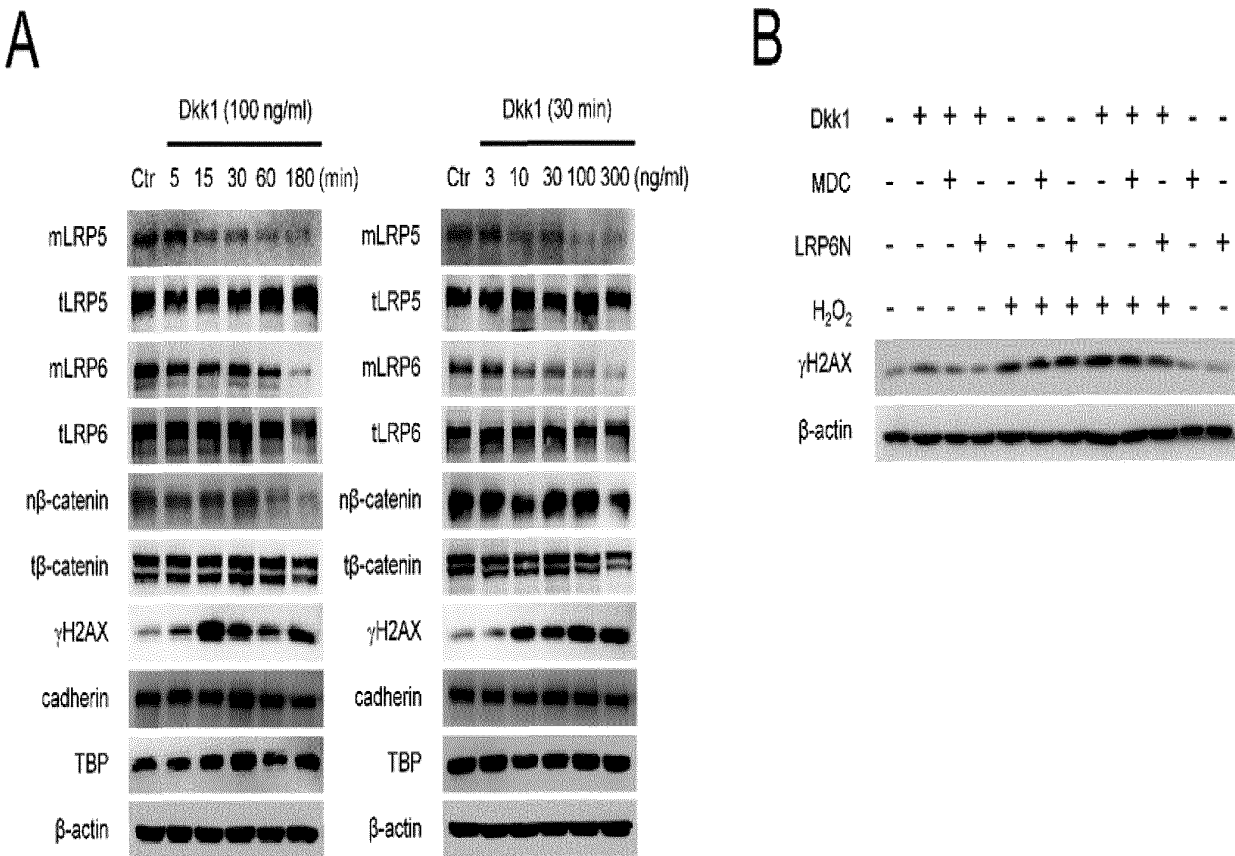 A
Dkk1 (100 ng/ml)
Ctr 5 15 30 60 180 (min)
mLRP5
tLRP5
mLRP6
tLRP6
nβ-catenin
tβ-catenin
γH2AX
cadherin
TBP
β-actin
Dkk1 (30 min)
Ctr 3 10 30 100 300 (ng/ml)
mLRP5
tLRP5
mLRP6
tLRP6
nβ-catenin
tβ-catenin
γH2AX
cadherin
TBP
β-actin
B
Dkk1 - + + + - - - + + + - -
MDC - - + - - + - - + - + -
LRP6N - - - + - - + - - + - +
H₂O₂ - - - - + + + + + + - -
γH2AX
β-actin